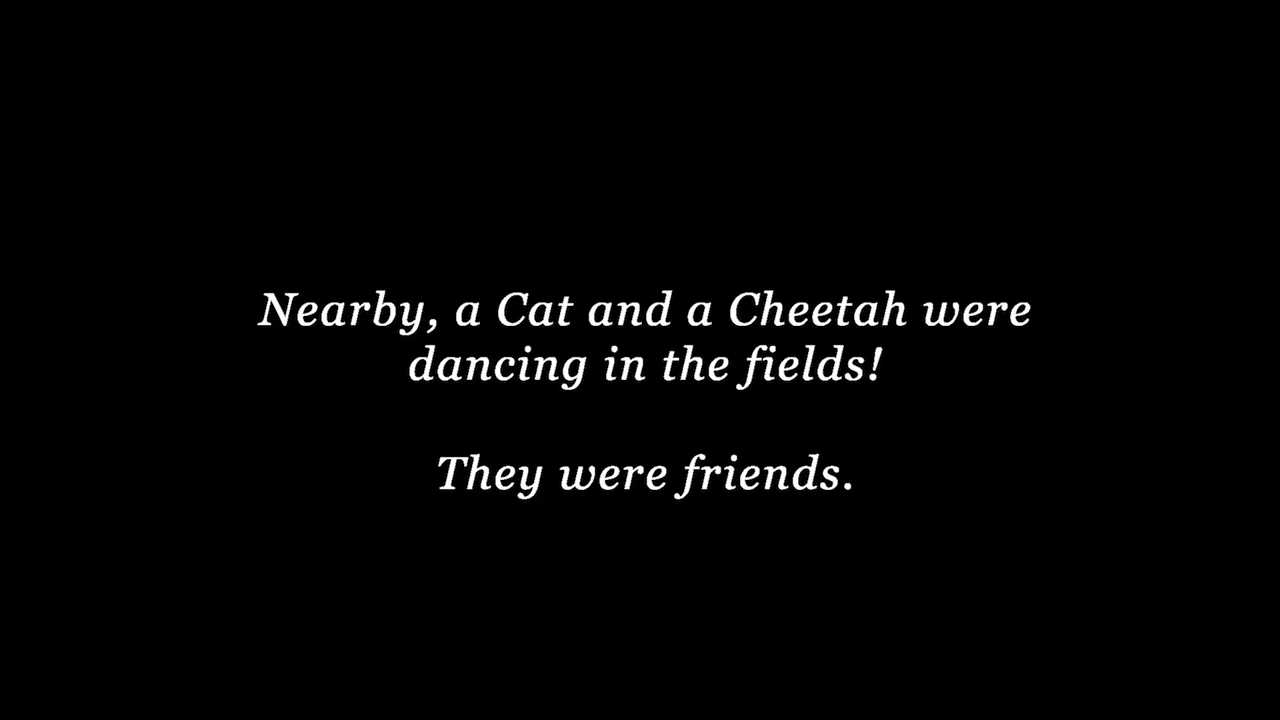 Nearby, a Cat and a Cheetah were
dancing in the fields!
They were friends.